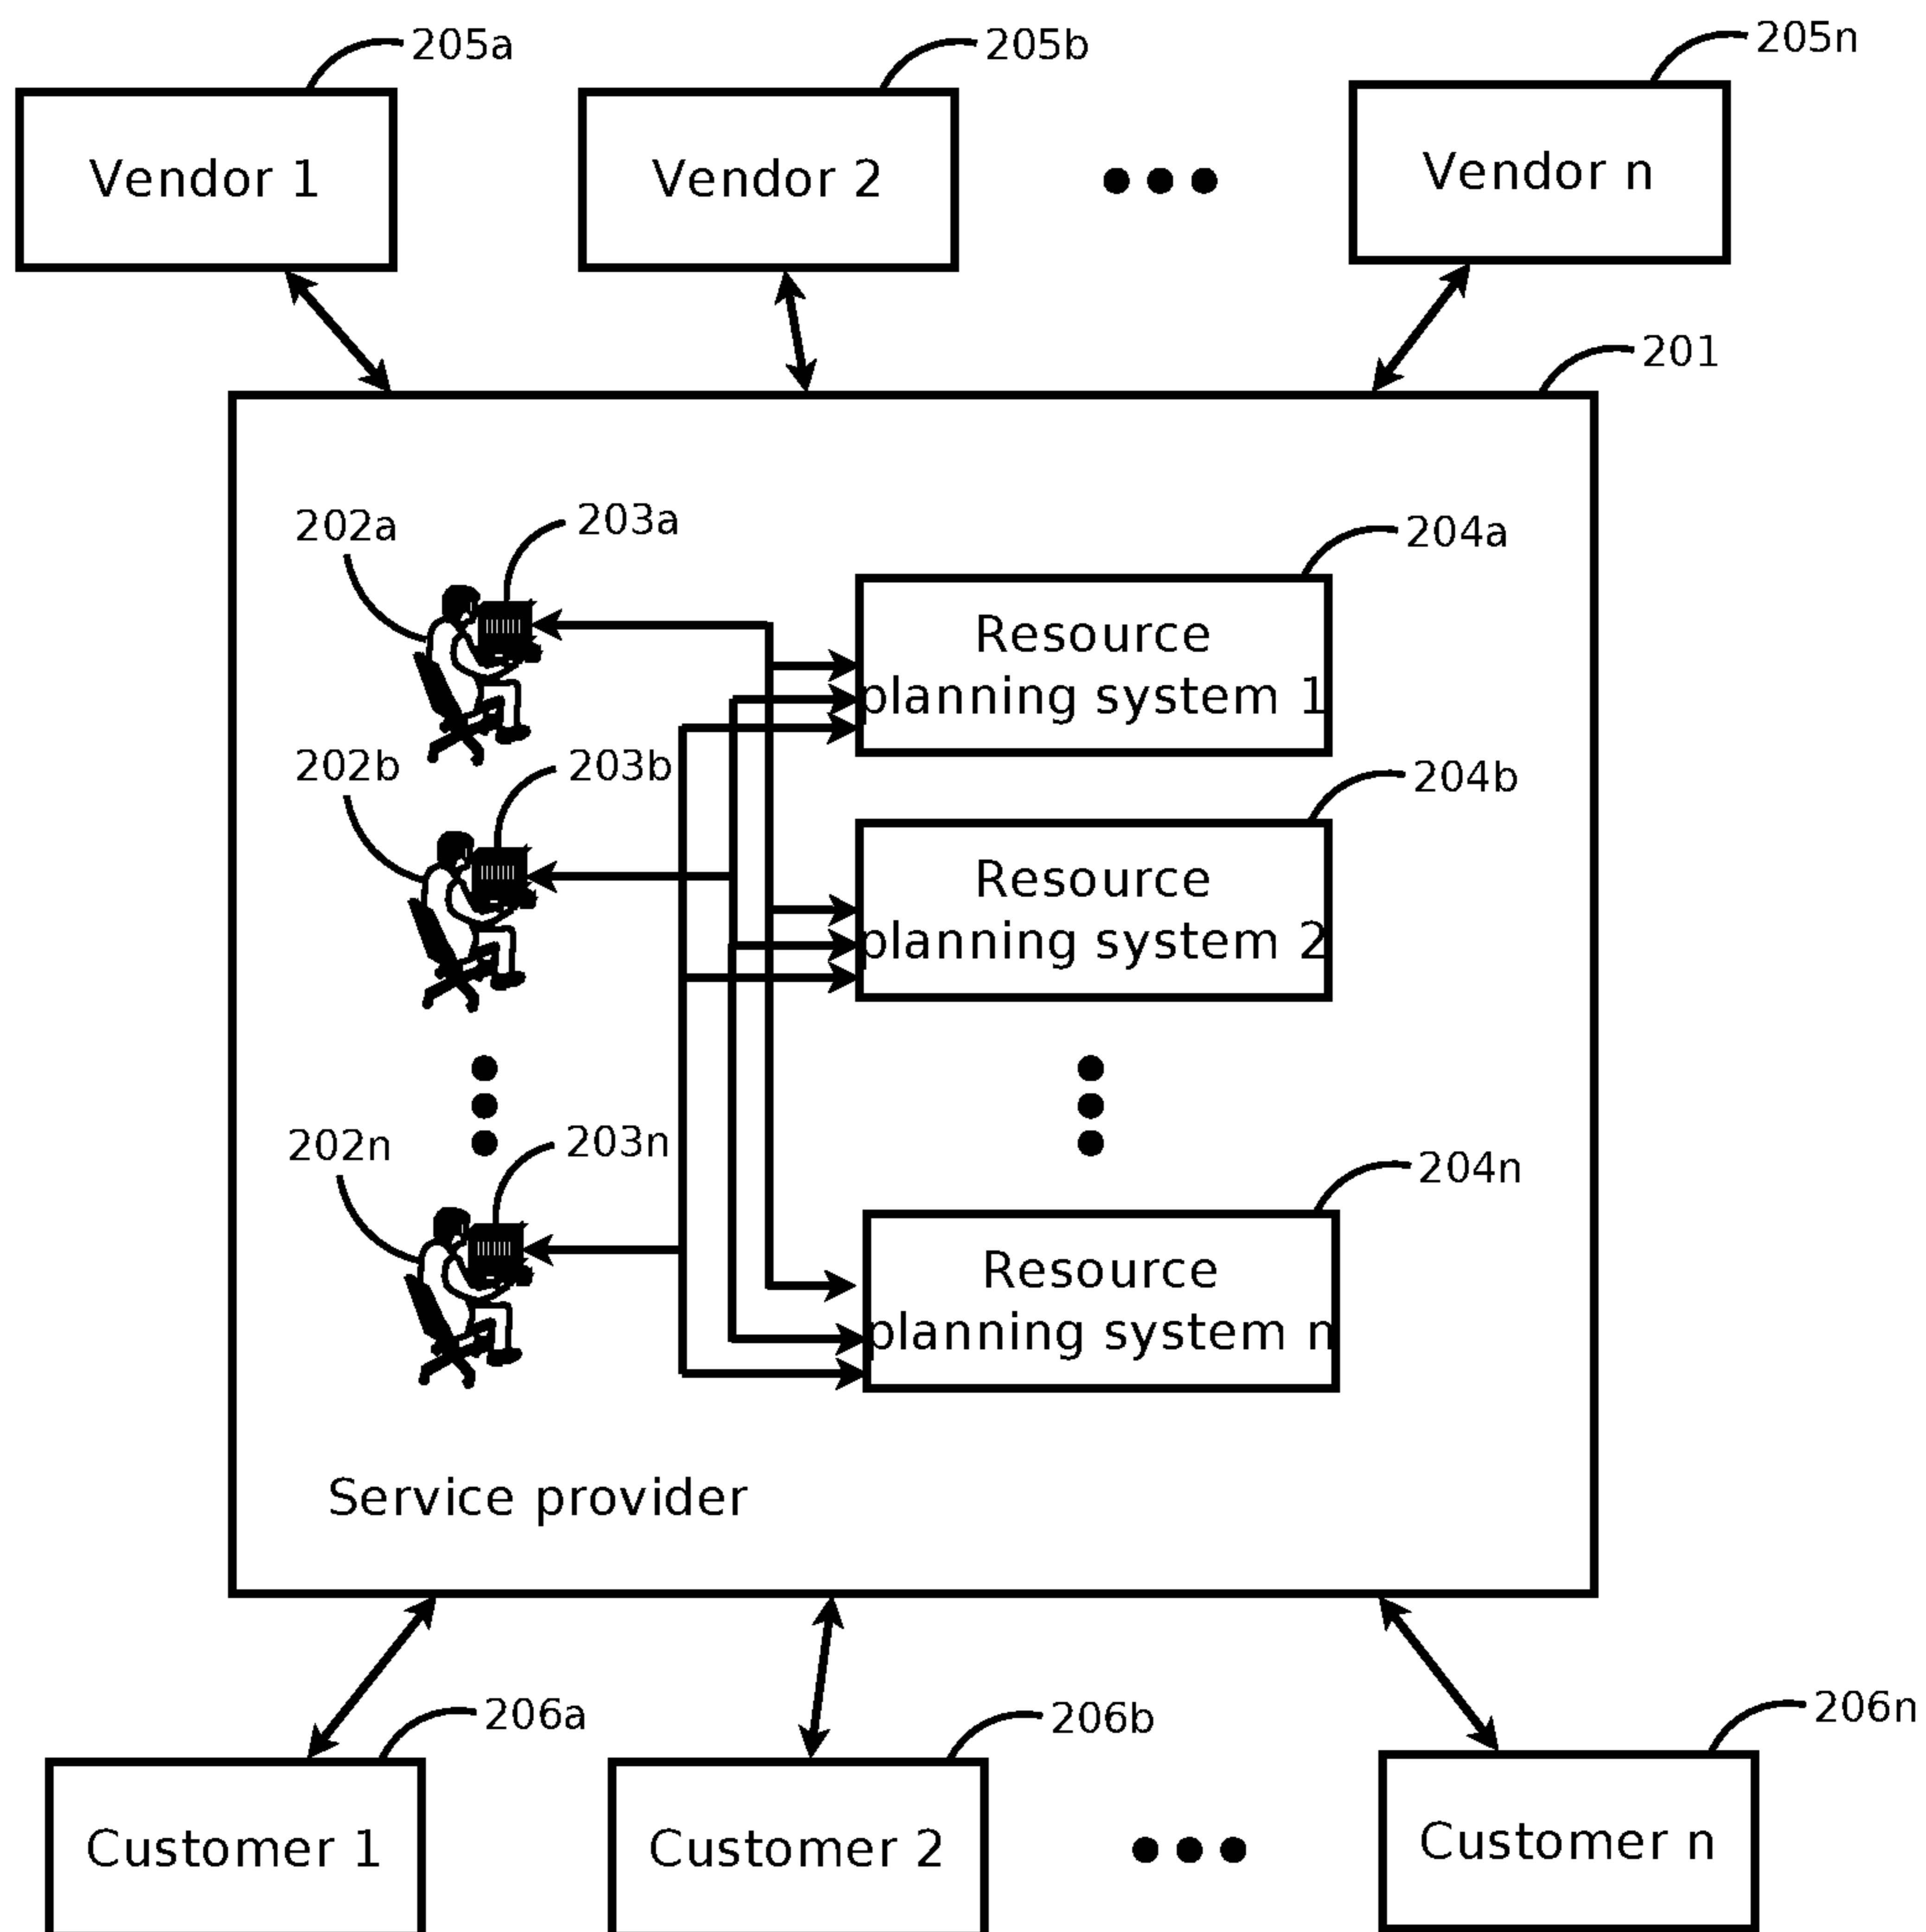 205a
205b
205n
Vendor 1
Vendor 2
Vendor n
201
202a
203a
204a
Resource
planning system 1
202b
203b
204b
Resource
planning system 2
202n
203n
204n
Resource
planning system n
Service provider
206a
206b
206n
Customer 1
Customer 2
Customer n